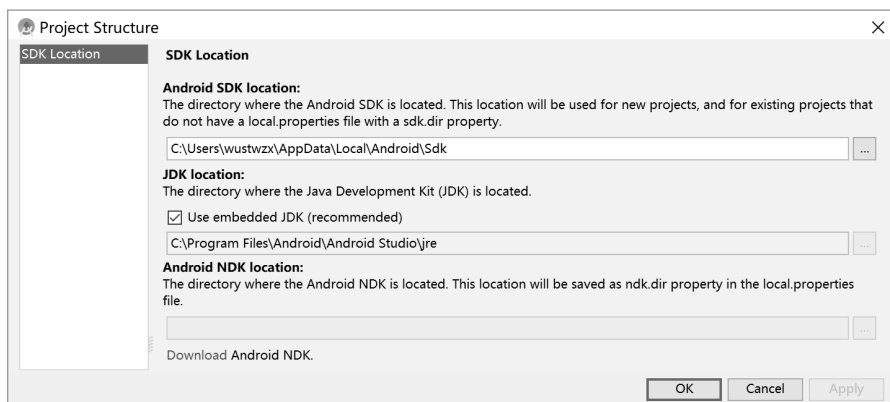 Project Structure
SDK Location
SDK Location
Android SDK location:
The directory where the Android SDK is located. This location will be used for new projects, and for existing projects that
do not have a local.properties file with a sdk.dir property.
C:\Users\wustwzx\AppData\Local\Android\Sdk
...
JDK location:
The directory where the Java Development Kit (JDK) is located.
Use embedded JDK (recommended)
C:\Program Files\Android\Android Studio\jre
...
Android NDK location:
The directory where the Android NDK is located. This location will be saved as ndk.dir property in the local.properties
file.
...
Download Android NDK.
OK
Cancel
Apply